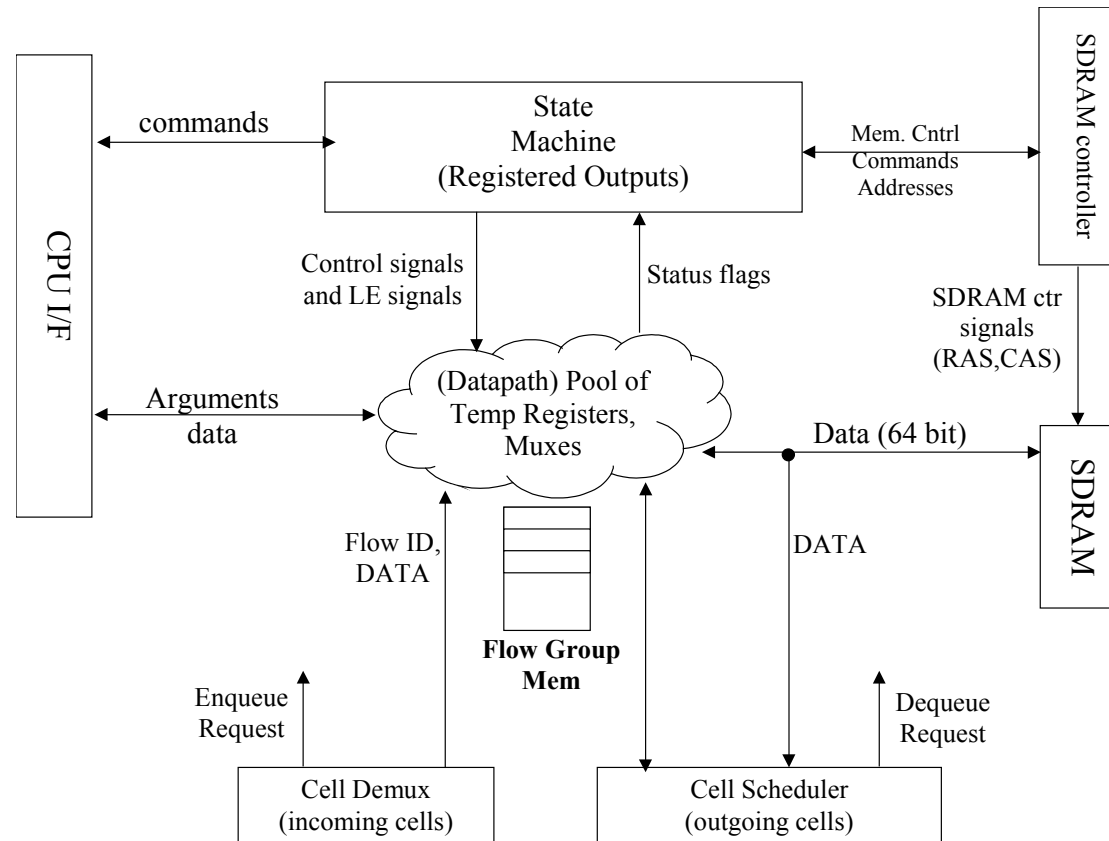 State
Machine
(Registered Outputs)
commands
Mem. Cntrl
Commands
Addresses
SDRAM controller
CPU I/F
Control signals
and LE signals
Status flags
SDRAM ctr
signals
(RAS,CAS)
(Datapath) Pool of
Temp Registers,
Muxes
Arguments
data
Data (64 bit)
SDRAM
Flow ID,
DATA
DATA
Flow Group
Mem
Enqueue
Request
Dequeue
Request
Cell Demux
(incoming cells)
Cell Scheduler
(outgoing cells)